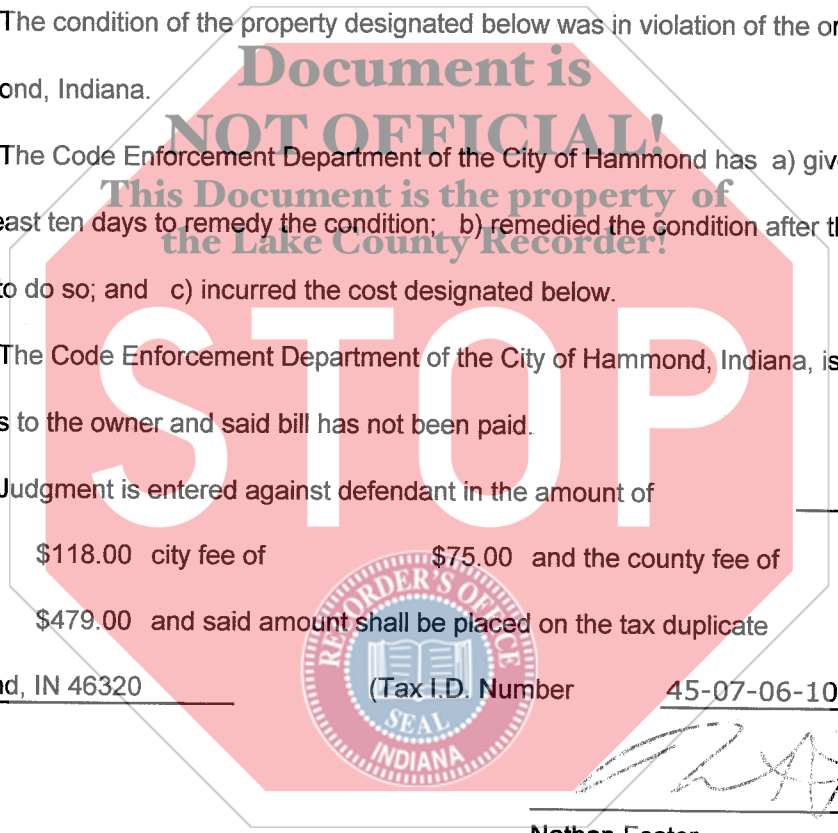 The condition of the property designated below was in violation of the or
Document is
ond, Indiana.
NOT OFFICIAL!
The Code Enforcement Department of the City of Hammond has a) giv
This Document is the property of
east ten days to remedy the condition; b) remedied the condition after th
the Lake County Recorder!
to do so; and c) incurred the cost designated below.
STOP
The Code Enforcement Department of the City of Hammond, Indiana, is
s to the owner and said bill has not been paid.
Judgment is entered against defendant in the amount of
$118.00 city fee of $75.00 and the county fee of
$479.00 and said amount shall be placed on the tax duplicate
RECORDER'S OFFICE
nd, IN 46320 (Tax I.D. Number 45-07-06-10
SEAL
INDIANA
Nathan Foster